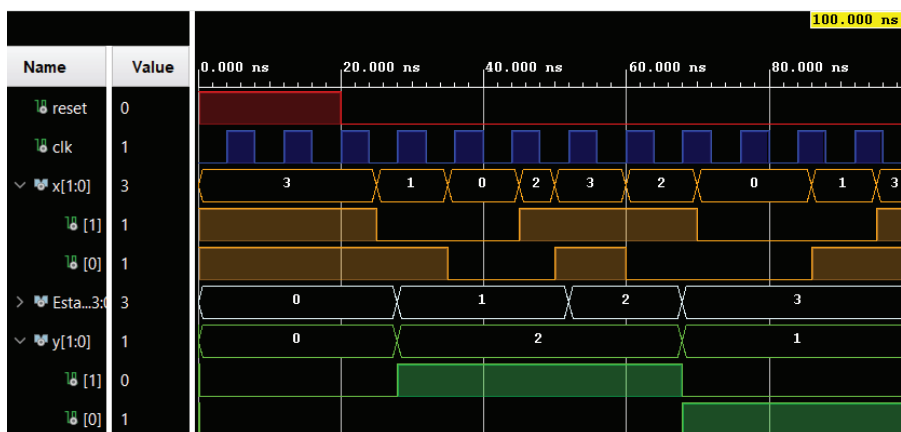 100.000 ns
Name Value 0.000 ns 20.000 ns 40.000 ns 60.000 ns 80.000 ns
reset 0
clk 1
x[1:0] 3 3 1 0 2 3 2 0 1 3
[1] 1
[0] 1
Esta...3:0 3 0 1 2 3
y[1:0] 1 0 2 1
[1] 0
[0] 1